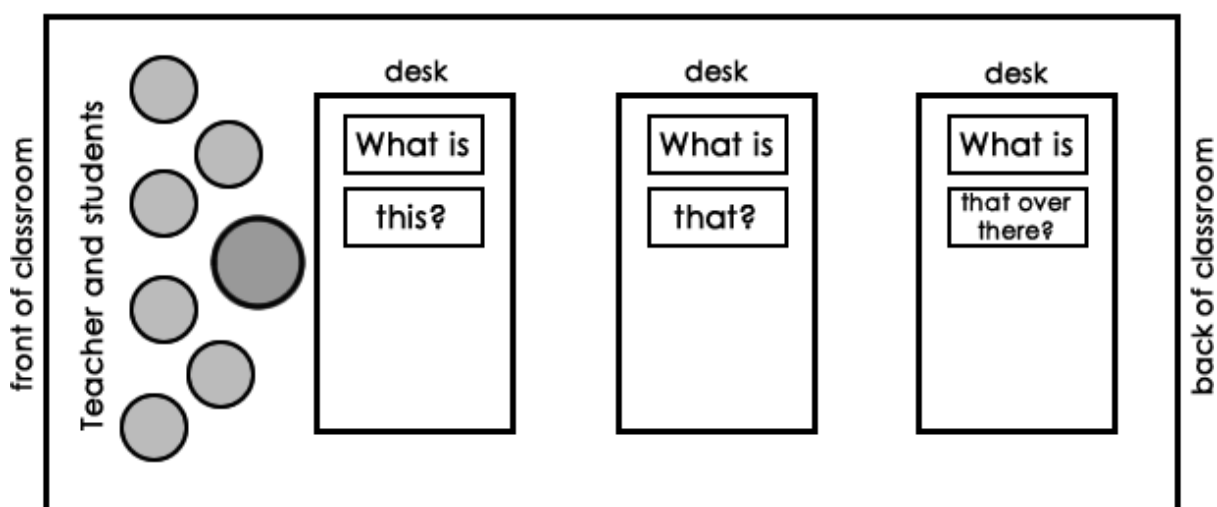 front of classroom
Teacher and students
desk
What is
this?
desk
What is
that?
desk
What is
that over
there?
back of classroom